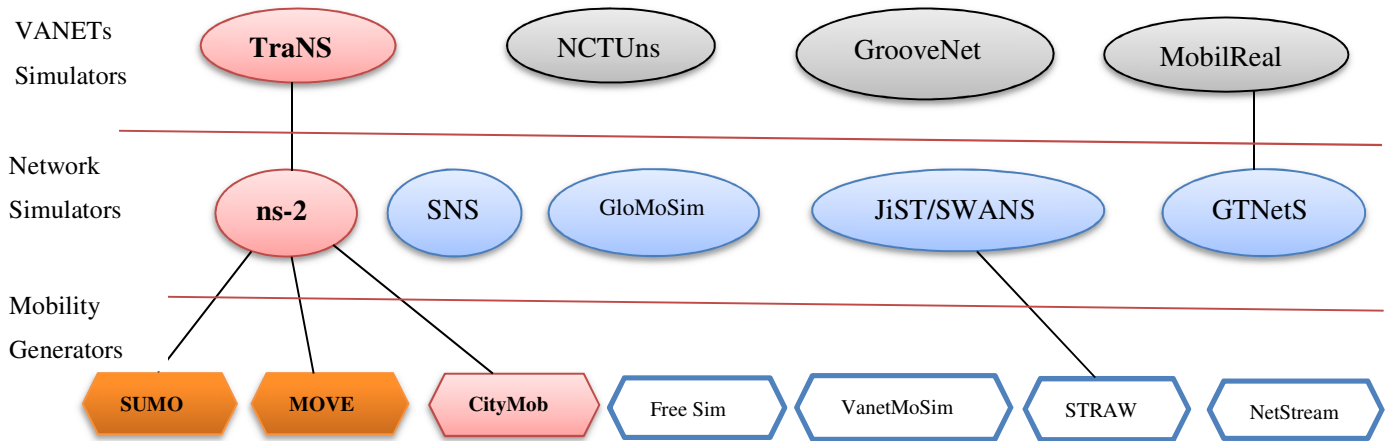 VANETs
Simulators
TraNS
NCTUns
GrooveNet
MobilReal
Network
Simulators
ns-2
SNS
GloMoSim
JiST/SWANS
GTNetS
Mobility
Generators
SUMO
MOVE
CityMob
Free Sim
VanetMoSim
STRAW
NetStream